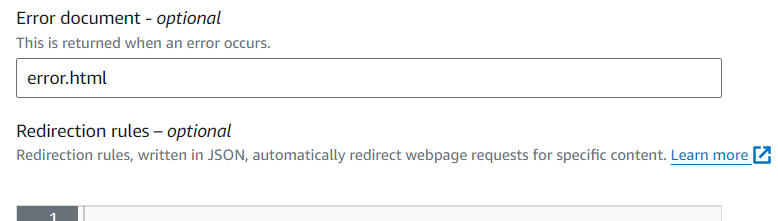 Error document - optional
This is returned when an error occurs.
error.html
Redirection rules – optional
Redirection rules, written in JSON, automatically redirect webpage requests for specific content. Learn more
1